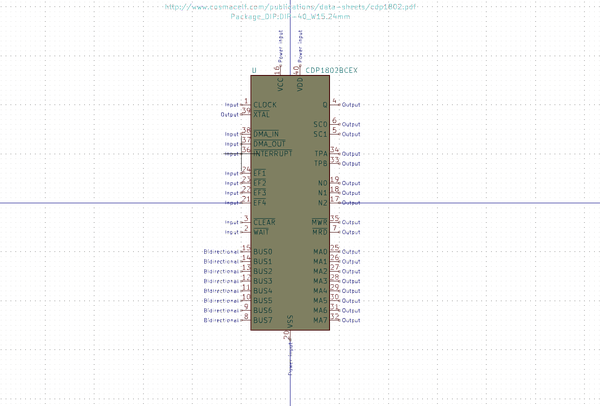 http://www.cosmacelf.com/publications/data-sheets/cdp1802.pdf
Package_DIP:DIP-40_W15.24mm
Power input
Power input
U
CDP1802BCEX
16
40
VCC
VDD
Input 1 CLOCK Q 4 Output
Output 39 XTAL
SC0 6 Output
Input 38 DMA_IN SC1 5 Output
Input 37 DMA_OUT
Input 36 INTERRUPT TPA 34 Output
TPB 33 Output
Input 24 EF1
Input 23 EF2 N0 19 Output
Input 22 EF3 N1 18 Output
Input 21 EF4 N2 17 Output
Input 3 CLEAR MWR 35 Output
Input 2 WAIT MRD 7 Output
Bidirectional 15 BUS0 MA0 25 Output
Bidirectional 14 BUS1 MA1 26 Output
Bidirectional 13 BUS2 MA2 27 Output
Bidirectional 12 BUS3 MA3 28 Output
Bidirectional 11 BUS4 MA4 29 Output
Bidirectional 10 BUS5 MA5 30 Output
Bidirectional 9 BUS6 MA6 31 Output
Bidirectional 8 BUS7 MA7 32 Output
VSS
20
Power input